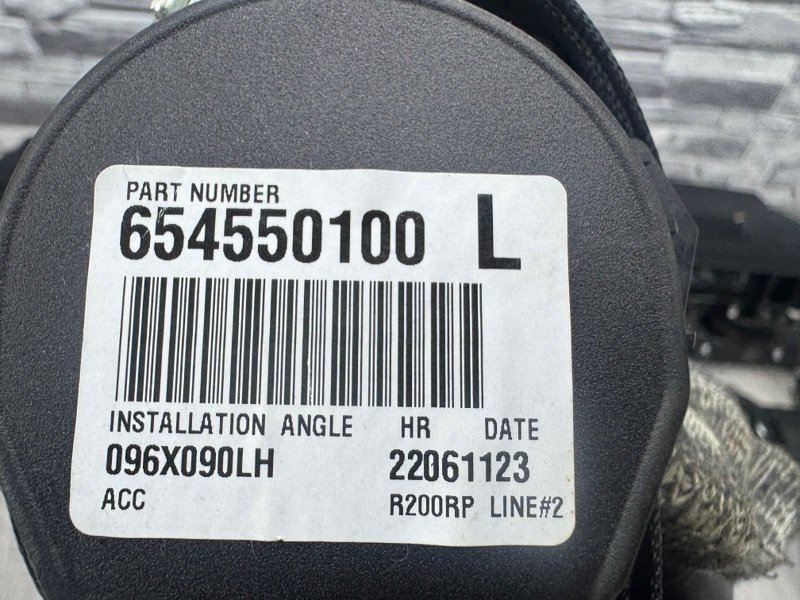 PART NUMBER
654550100 L
INSTALLATION ANGLE HR DATE
096X090LH 22061123
ACC R200RP LINE#2